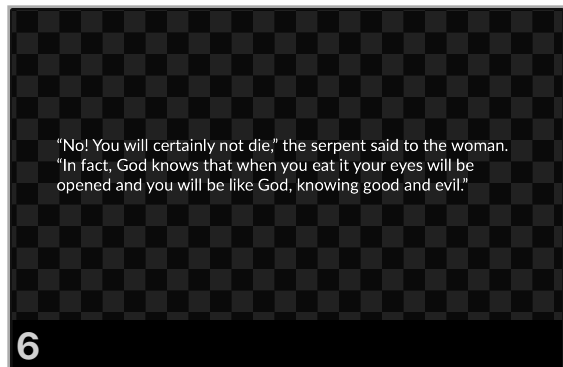 “No! You will certainly not die,” the serpent said to the woman.
“In fact, God knows that when you eat it your eyes will be
opened and you will be like God, knowing good and evil.”
6